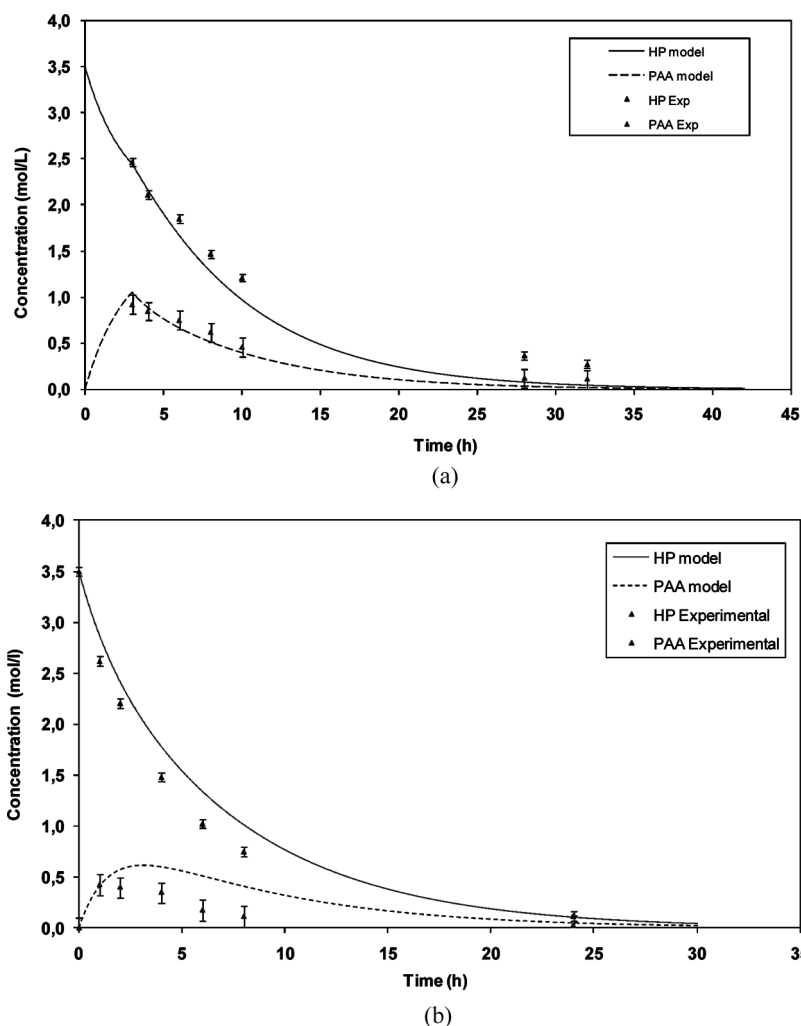 4,0
3,5
3,0
2,5
2,0
1,5
1,0
0,5
0,0
Concentration (mol/L)
HP model
PAA model
HP Exp
PAA Exp
0 5 10 15 20 25 30 35 40 45
Time (h)
(a)
4,0
3,5
3,0
2,5
2,0
1,5
1,0
0,5
0,0
Concentration (mol/l)
HP model
PAA model
HP Experimental
PAA Experimental
0 5 10 15 20 25 30 35
Time (h)
(b)